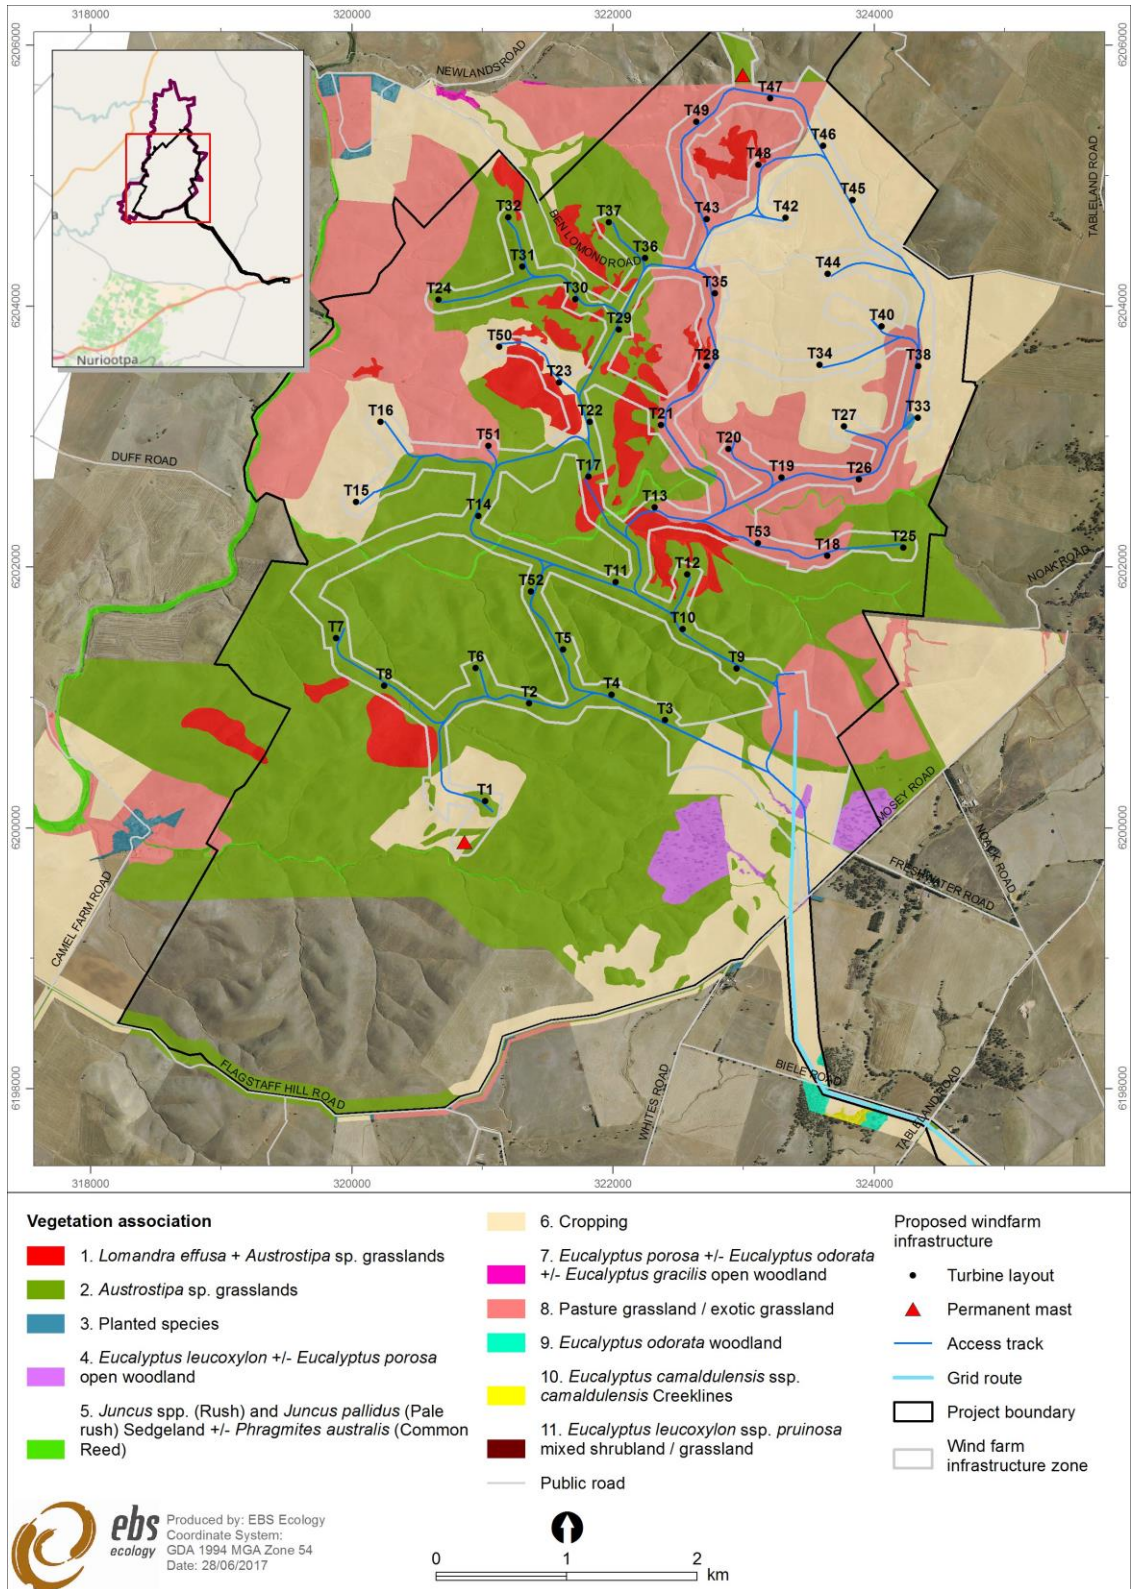 318000
320000
322000
324000
6206000
6206000
NEWLANDS ROAD
T47
T49
T46
TABLELAND ROAD
T48
T45
T32
T37
T43
T42
BEN LOMOND ROAD
T36
T31
T44
Nuriootpa
6204000
T24
T30
T35
6204000
T29
T40
T50
T28
T34
T38
T23
T16
T22
T21
T27
T33
T51
T20
DUFF ROAD
T17
T19
T26
T15
T13
T14
T53
T18
T25
6202000
T52
T11
T12
NOAK ROAD
6202000
T7
T5
T10
T6
T9
T8
T2
T4
T3
T1
MOSEY ROAD
6200000
6200000
NOACK ROAD
FRESHWATER ROAD
CAMEL FARM ROAD
FLAGSTAFF HILL ROAD
WHITES ROAD
BIELE ROAD
TABLELAND ROAD
6198000
6198000
318000
320000
322000
324000
Vegetation association
1. Lomandra effusa + Austrostipa sp. grasslands
2. Austrostipa sp. grasslands
3. Planted species
4. Eucalyptus leucoxylon +/- Eucalyptus porosa
open woodland
5. Juncus spp. (Rush) and Juncus pallidus (Pale
rush) Sedgeland +/- Phragmites australis (Common
Reed)
6. Cropping
7. Eucalyptus porosa +/- Eucalyptus odorata
+/- Eucalyptus gracilis open woodland
8. Pasture grassland / exotic grassland
9. Eucalyptus odorata woodland
10. Eucalyptus camaldulensis ssp.
camaldulensis Creeklines
11. Eucalyptus leucoxylon ssp. pruinosa
mixed shrubland / grassland
Public road
Proposed windfarm
infrastructure
Turbine layout
Permanent mast
Access track
Grid route
Project boundary
Wind farm
infrastructure zone
ebs
ecology
Produced by: EBS Ecology
Coordinate System:
GDA 1994 MGA Zone 54
Date: 28/06/2017
0
1
2
km